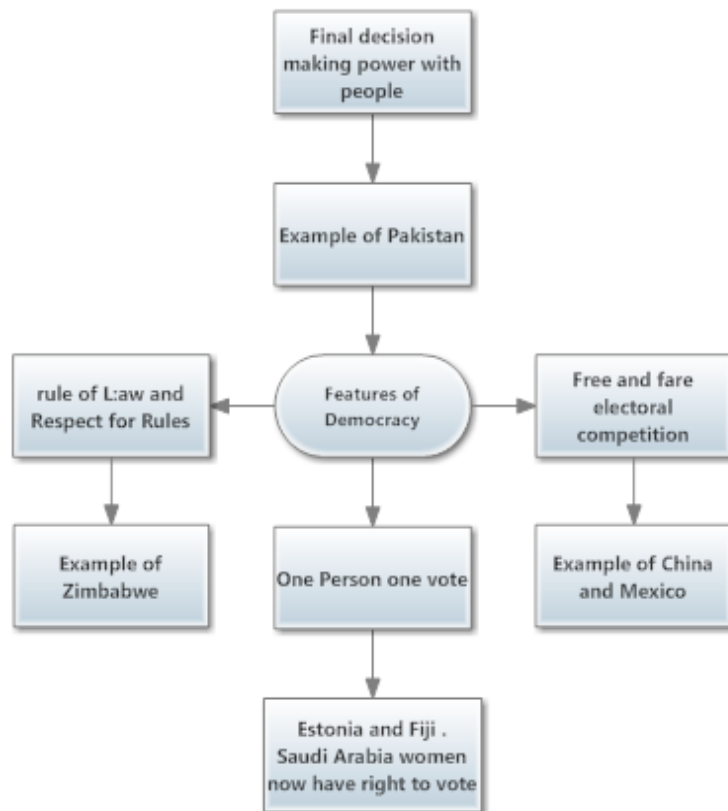 Final decision
making power with
people
Example of Pakistan
rule of L:aw and
Respect for Rules
Features of
Democracy
Free and fare
electoral
competition
Example of
Zimbabwe
One Person one vote
Example of China
and Mexico
Estonia and Fiji .
Saudi Arabia women
now have right to vote